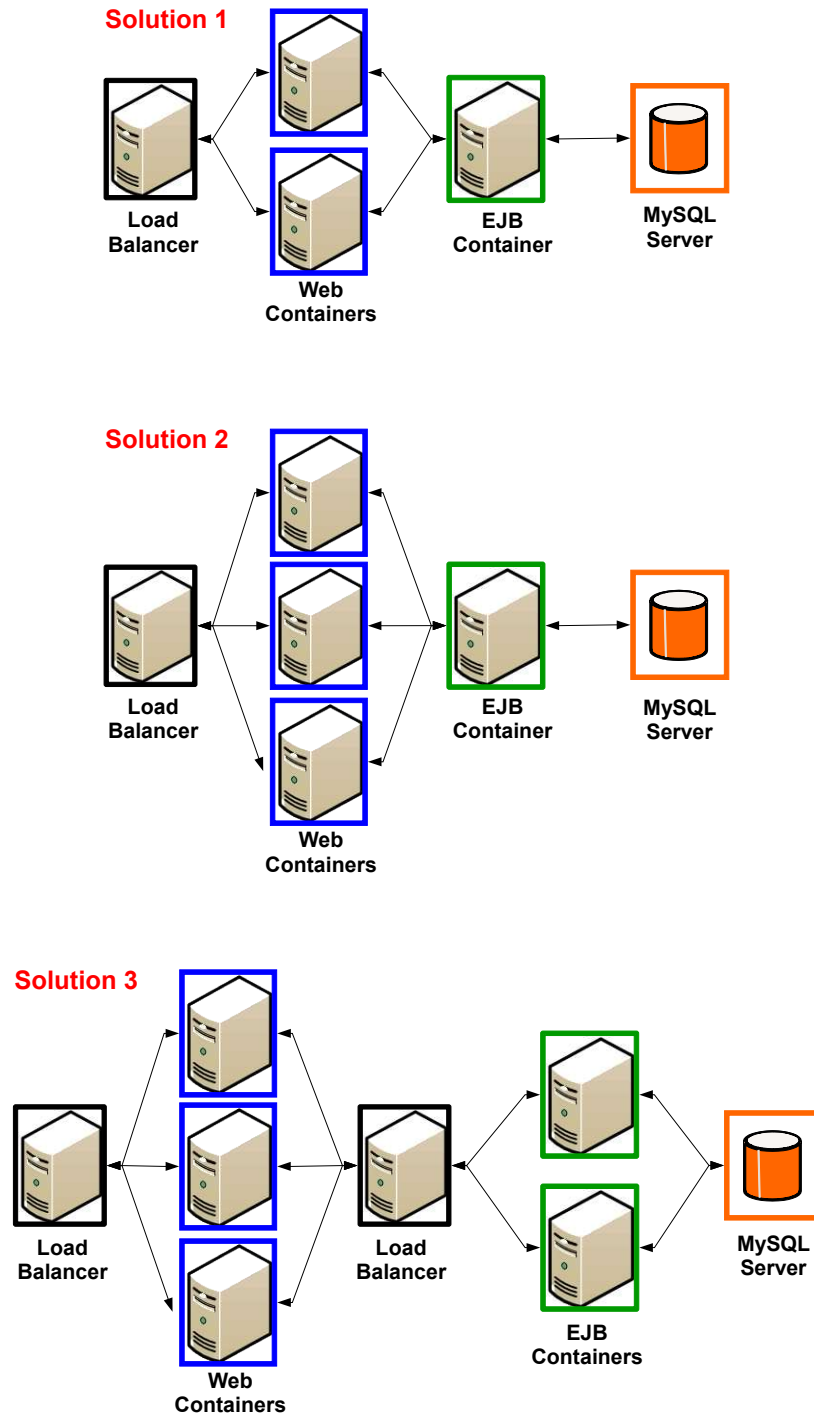 Solution 1
Load
Balancer
Web
Containers
EJB
Container
MySQL
Server
Solution 2
Load
Balancer
Web
Containers
EJB
Container
MySQL
Server
Solution 3
Load
Balancer
Web
Containers
Load
Balancer
EJB
Containers
MySQL
Server